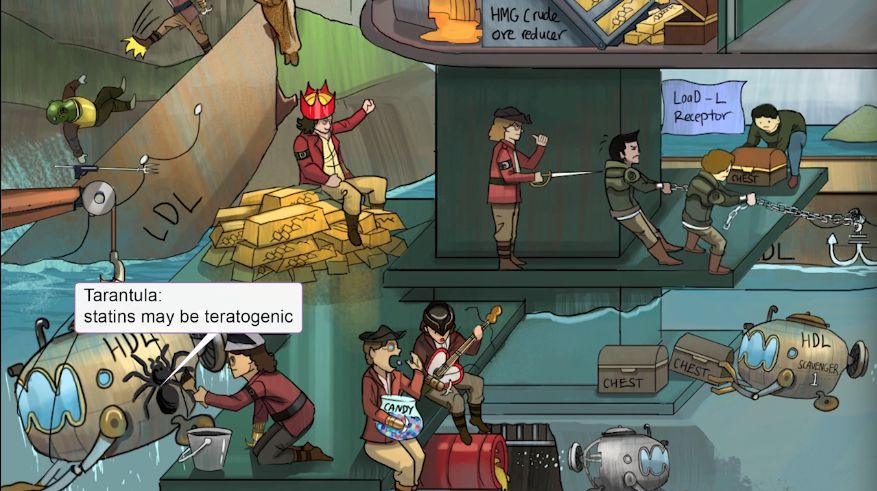 HMG Crude
ore reducer
LoaD-L
Receptor
CHEST
LDL
DL
Tarantula:
statins may be teratogenic
HDL
HDL
SCAVENGER
1
CHEST
CHEST
CANDY